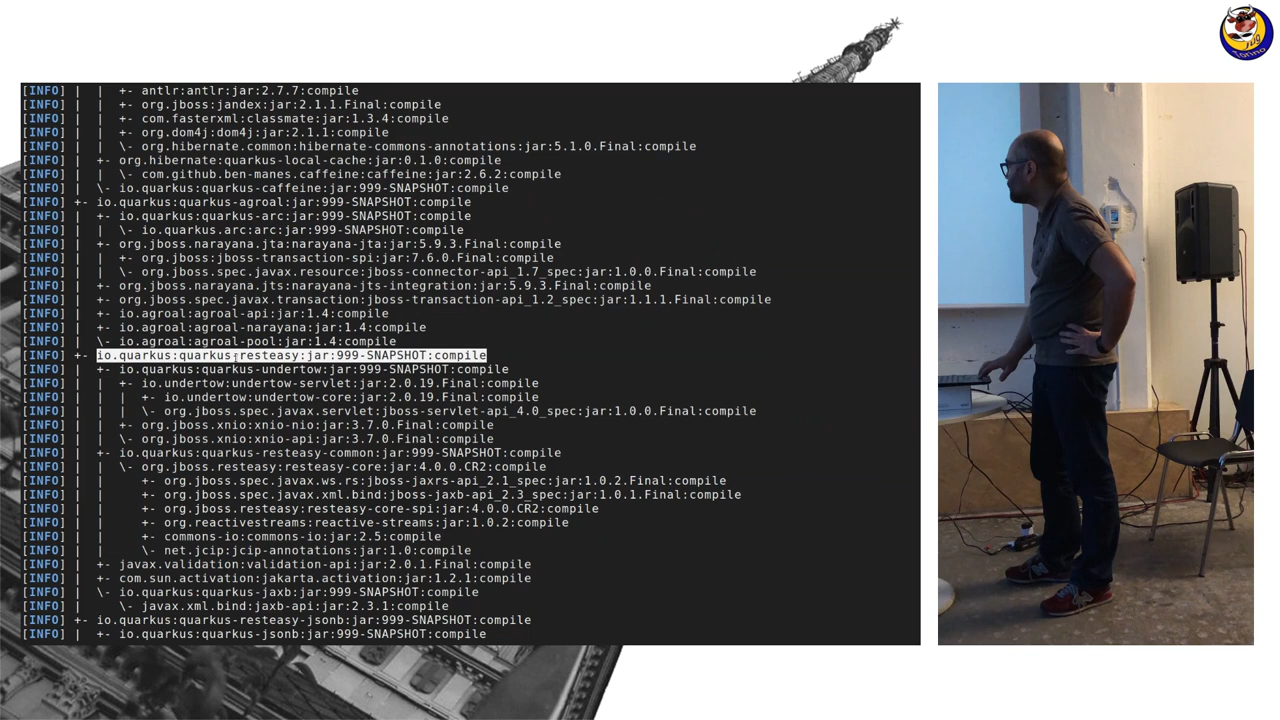 [INFO] |  |  +- antlr:antlr:jar:2.7.7:compile
[INFO] |  |  +- org.jboss:jandex:jar:2.1.1.Final:compile
[INFO] |  |  +- com.fasterxml:classmate:jar:1.3.4:compile
[INFO] |  |  +- org.dom4j:dom4j:jar:2.1.1:compile
[INFO] |  |  \- org.hibernate.common:hibernate-commons-annotations:jar:5.1.0.Final:compile
[INFO] |  +- org.hibernate:quarkus-local-cache:jar:0.1.0:compile
[INFO] |  |  \- com.github.ben-manes.caffeine:caffeine:jar:2.6.2:compile
[INFO] |  \- io.quarkus:quarkus-caffeine:jar:999-SNAPSHOT:compile
[INFO] +- io.quarkus:quarkus-agroal:jar:999-SNAPSHOT:compile
[INFO] |  +- io.quarkus:quarkus-arc:jar:999-SNAPSHOT:compile
[INFO] |  |  \- io.quarkus.arc:arc:jar:999-SNAPSHOT:compile
[INFO] |  +- org.jboss.narayana.jta:narayana-jta:jar:5.9.3.Final:compile
[INFO] |  |  +- org.jboss:jboss-transaction-spi:jar:7.6.0.Final:compile
[INFO] |  |  \- org.jboss.spec.javax.resource:jboss-connector-api_1.7_spec:jar:1.0.0.Final:compile
[INFO] |  +- org.jboss.narayana.jts:narayana-jts-integration:jar:5.9.3.Final:compile
[INFO] |  +- org.jboss.spec.javax.transaction:jboss-transaction-api_1.2_spec:jar:1.1.1.Final:compile
[INFO] |  +- io.agroal:agroal-api:jar:1.4:compile
[INFO] |  +- io.agroal:agroal-narayana:jar:1.4:compile
[INFO] |  \- io.agroal:agroal-pool:jar:1.4:compile
[INFO] +- io.quarkus:quarkus-resteasy:jar:999-SNAPSHOT:compile
[INFO] |  +- io.quarkus:quarkus-undertow:jar:999-SNAPSHOT:compile
[INFO] |  |  +- io.undertow:undertow-servlet:jar:2.0.19.Final:compile
[INFO] |  |  |  +- io.undertow:undertow-core:jar:2.0.19.Final:compile
[INFO] |  |  |  \- org.jboss.spec.javax.servlet:jboss-servlet-api_4.0_spec:jar:1.0.0.Final:compile
[INFO] |  |  +- org.jboss.xnio:xnio-nio:jar:3.7.0.Final:compile
[INFO] |  |  \- org.jboss.xnio:xnio-api:jar:3.7.0.Final:compile
[INFO] |  +- io.quarkus:quarkus-resteasy-common:jar:999-SNAPSHOT:compile
[INFO] |  |  \- org.jboss.resteasy:resteasy-core:jar:4.0.0.CR2:compile
[INFO] |  |     +- org.jboss.spec.javax.ws.rs:jboss-jaxrs-api_2.1_spec:jar:1.0.2.Final:compile
[INFO] |  |     +- org.jboss.spec.javax.xml.bind:jboss-jaxb-api_2.3_spec:jar:1.0.1.Final:compile
[INFO] |  |     +- org.jboss.resteasy:resteasy-core-spi:jar:4.0.0.CR2:compile
[INFO] |  |     +- org.reactivestreams:reactive-streams:jar:1.0.2:compile
[INFO] |  |     +- commons-io:commons-io:jar:2.5:compile
[INFO] |  |     \- net.jcip:jcip-annotations:jar:1.0:compile
[INFO] |  +- javax.validation:validation-api:jar:2.0.1.Final:compile
[INFO] |  +- com.sun.activation:jakarta.activation:jar:1.2.1:compile
[INFO] |  \- io.quarkus:quarkus-jaxb:jar:999-SNAPSHOT:compile
[INFO] |     \- javax.xml.bind:jaxb-api:jar:2.3.1:compile
[INFO] +- io.quarkus:quarkus-resteasy-jsonb:jar:999-SNAPSHOT:compile
[INFO] |  +- io.quarkus:quarkus-jsonb:jar:999-SNAPSHOT:compile
jug
Torino